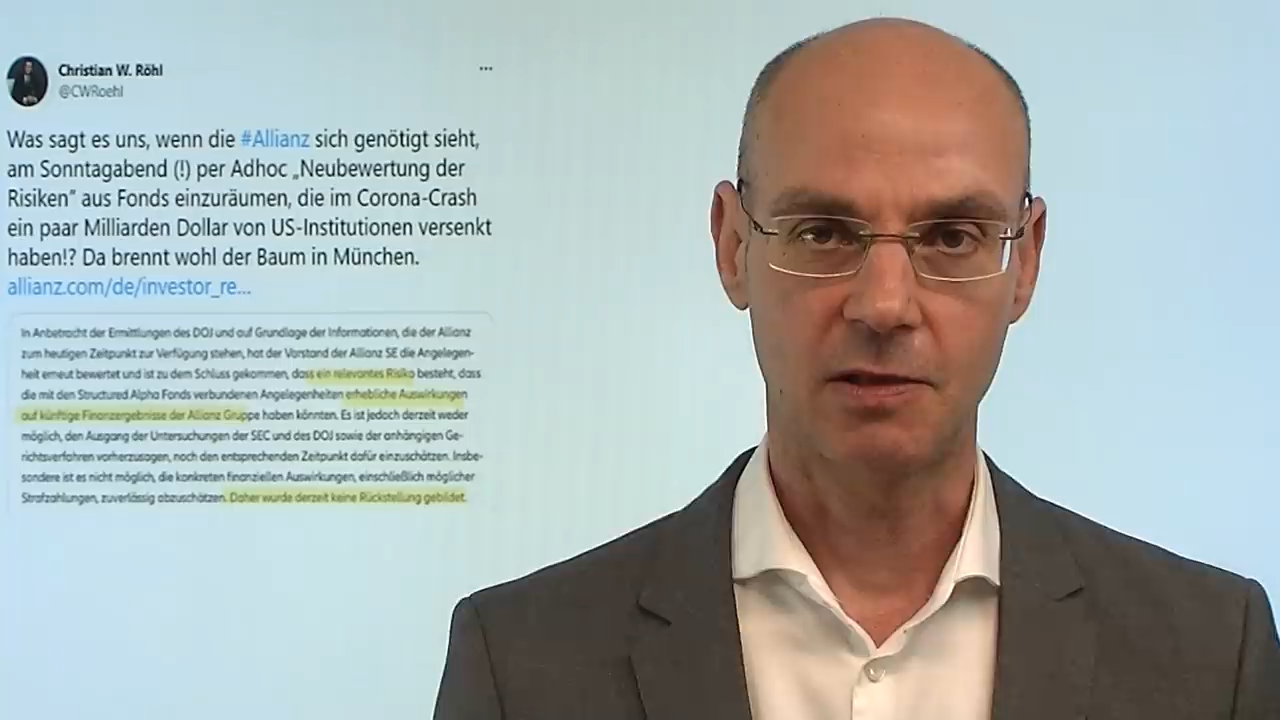 Christian W. Röhl
@CWRoehl
Was sagt es uns, wenn die #Allianz sich genötigt sieht,
am Sonntagabend (!) per Adhoc „Neubewertung der
Risiken" aus Fonds einzuräumen, die im Corona-Crash
ein paar Milliarden Dollar von US-Institutionen versenkt
haben!? Da brennt wohl der Baum in München.
allianz.com/de/investor_re...
In Anbetracht der Ermittlungen des DOJ und auf Grundlage der Informationen, die der Allianz
zum heutigen Zeitpunkt zur Verfügung stehen, hat der Vorstand der Allianz SE die Angelegen-
heit erneut bewertet und ist zu dem Schluss gekommen, dass ein relevantes Risiko besteht, dass
die mit den Structured Alpha Fonds verbundenen Angelegenheiten erhebliche Auswirkungen
auf künftige Finanzergebnisse der Allianz Gruppe haben könnten. Es ist jedoch derzeit weder
möglich, den Ausgang der Untersuchungen der SEC und des DOJ sowie der anhängigen Ge-
richtsverfahren vorherzusagen, noch den entsprechenden Zeitpunkt dafür einzuschätzen. Insbe-
sondere ist es nicht möglich, die konkreten finanziellen Auswirkungen, einschließlich möglicher
Strafzahlungen, zuverlässig abzuschätzen. Daher wurde derzeit keine Rückstellung gebildet.